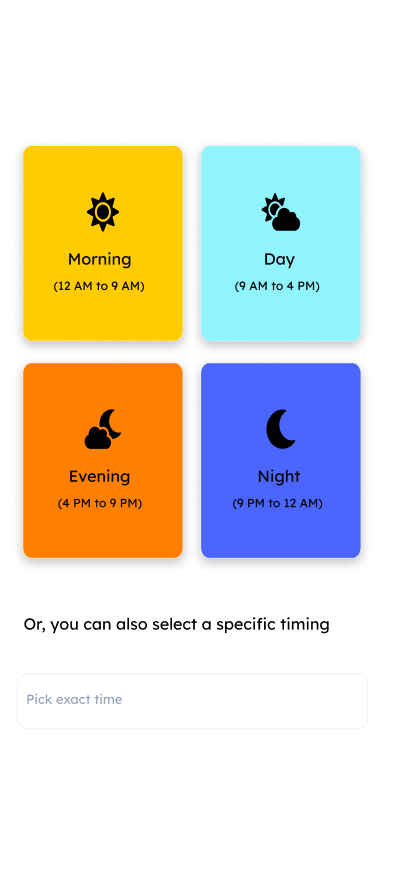 Morning
(12 AM to 9 AM)
Day
(9 AM to 4 PM)
Evening
(4 PM to 9 PM)
Night
(9 PM to 12 AM)
Or, you can also select a specific timing
Pick exact time